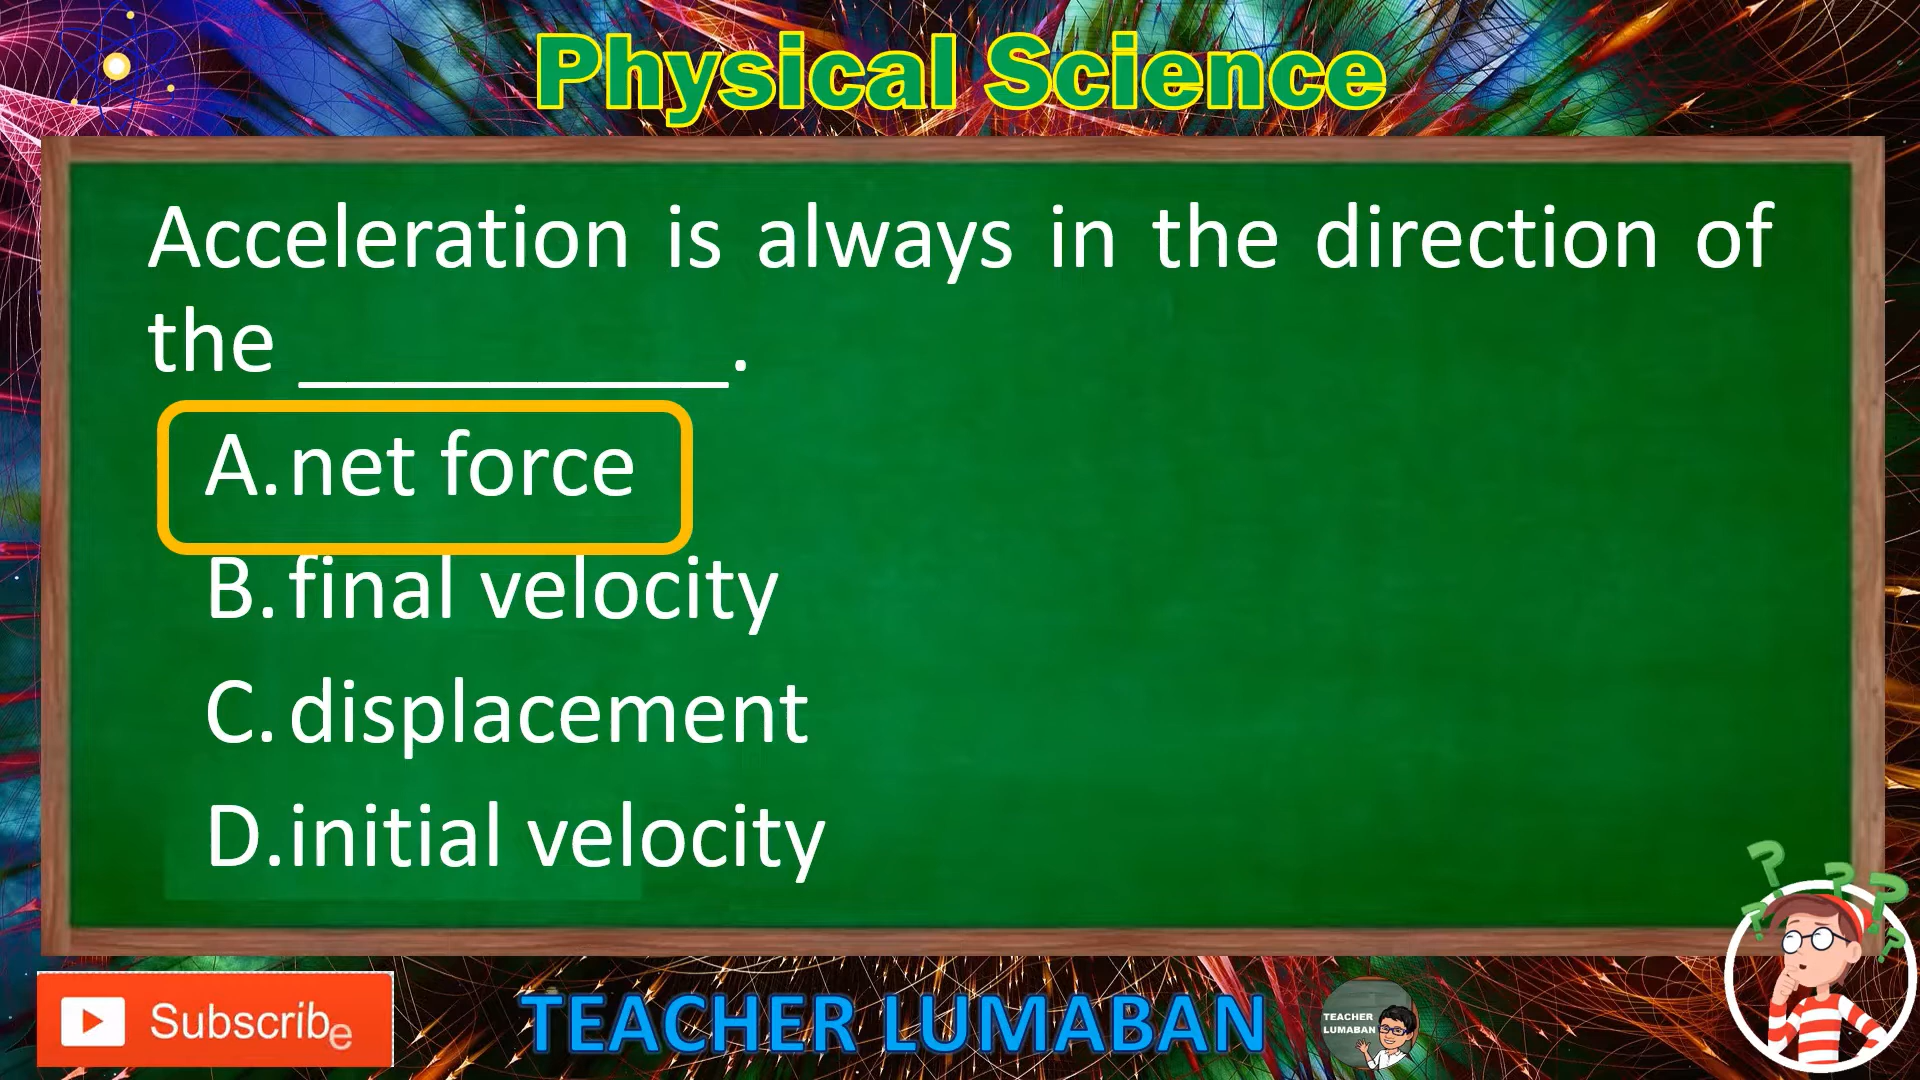 Physical Science
Acceleration is always in the direction of
the __________.
A. net force
B. final velocity
C. displacement
D. initial velocity
Subscribe
TEACHER LUMABAN
TEACHER
LUMABAN